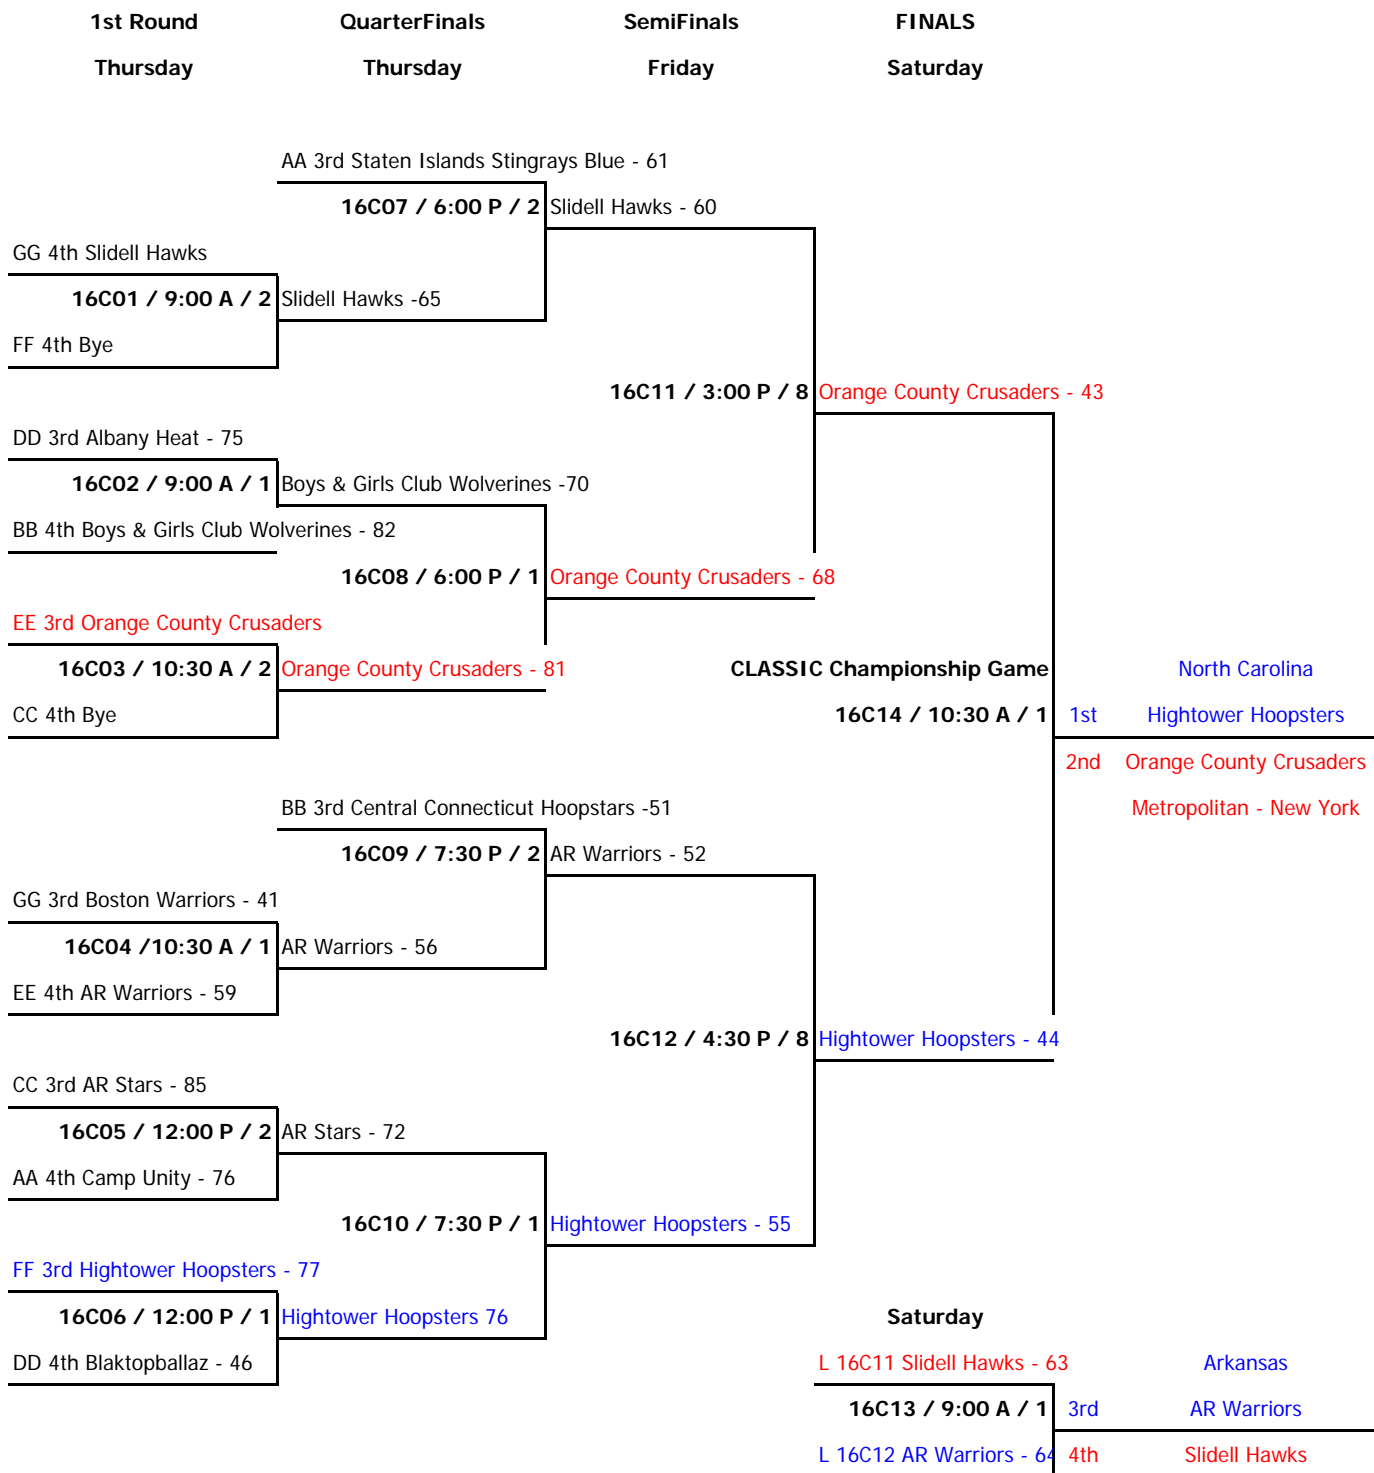 1st Round QuarterFinals SemiFinals FINALS
Thursday Thursday Friday Saturday
AA 3rd Staten Islands Stingrays Blue - 61
16C07 / 6:00 P / 2 Slidell Hawks - 60
GG 4th Slidell Hawks
16C01 / 9:00 A / 2 Slidell Hawks -65
FF 4th Bye
16C11 / 3:00 P / 8 Orange County Crusaders - 43
DD 3rd Albany Heat - 75
16C02 / 9:00 A / 1 Boys & Girls Club Wolverines -70
BB 4th Boys & Girls Club Wolverines - 82
16C08 / 6:00 P / 1 Orange County Crusaders - 68
EE 3rd Orange County Crusaders
16C03 / 10:30 A / 2 Orange County Crusaders - 81 CLASSIC Championship Game North Carolina
CC 4th Bye 16C14 / 10:30 A / 1 1st Hightower Hoopsters
2nd Orange County Crusaders
BB 3rd Central Connecticut Hoopstars -51 Metropolitan - New York
16C09 / 7:30 P / 2 AR Warriors - 52
GG 3rd Boston Warriors - 41
16C04 /10:30 A / 1 AR Warriors - 56
EE 4th AR Warriors - 59
16C12 / 4:30 P / 8 Hightower Hoopsters - 44
CC 3rd AR Stars - 85
16C05 / 12:00 P / 2 AR Stars - 72
AA 4th Camp Unity - 76
16C10 / 7:30 P / 1 Hightower Hoopsters - 55
FF 3rd Hightower Hoopsters - 77
16C06 / 12:00 P / 1 Hightower Hoopsters 76 Saturday
DD 4th Blaktopballaz - 46 L 16C11 Slidell Hawks - 63 Arkansas
16C13 / 9:00 A / 1 3rd AR Warriors
L 16C12 AR Warriors - 64 4th Slidell Hawks